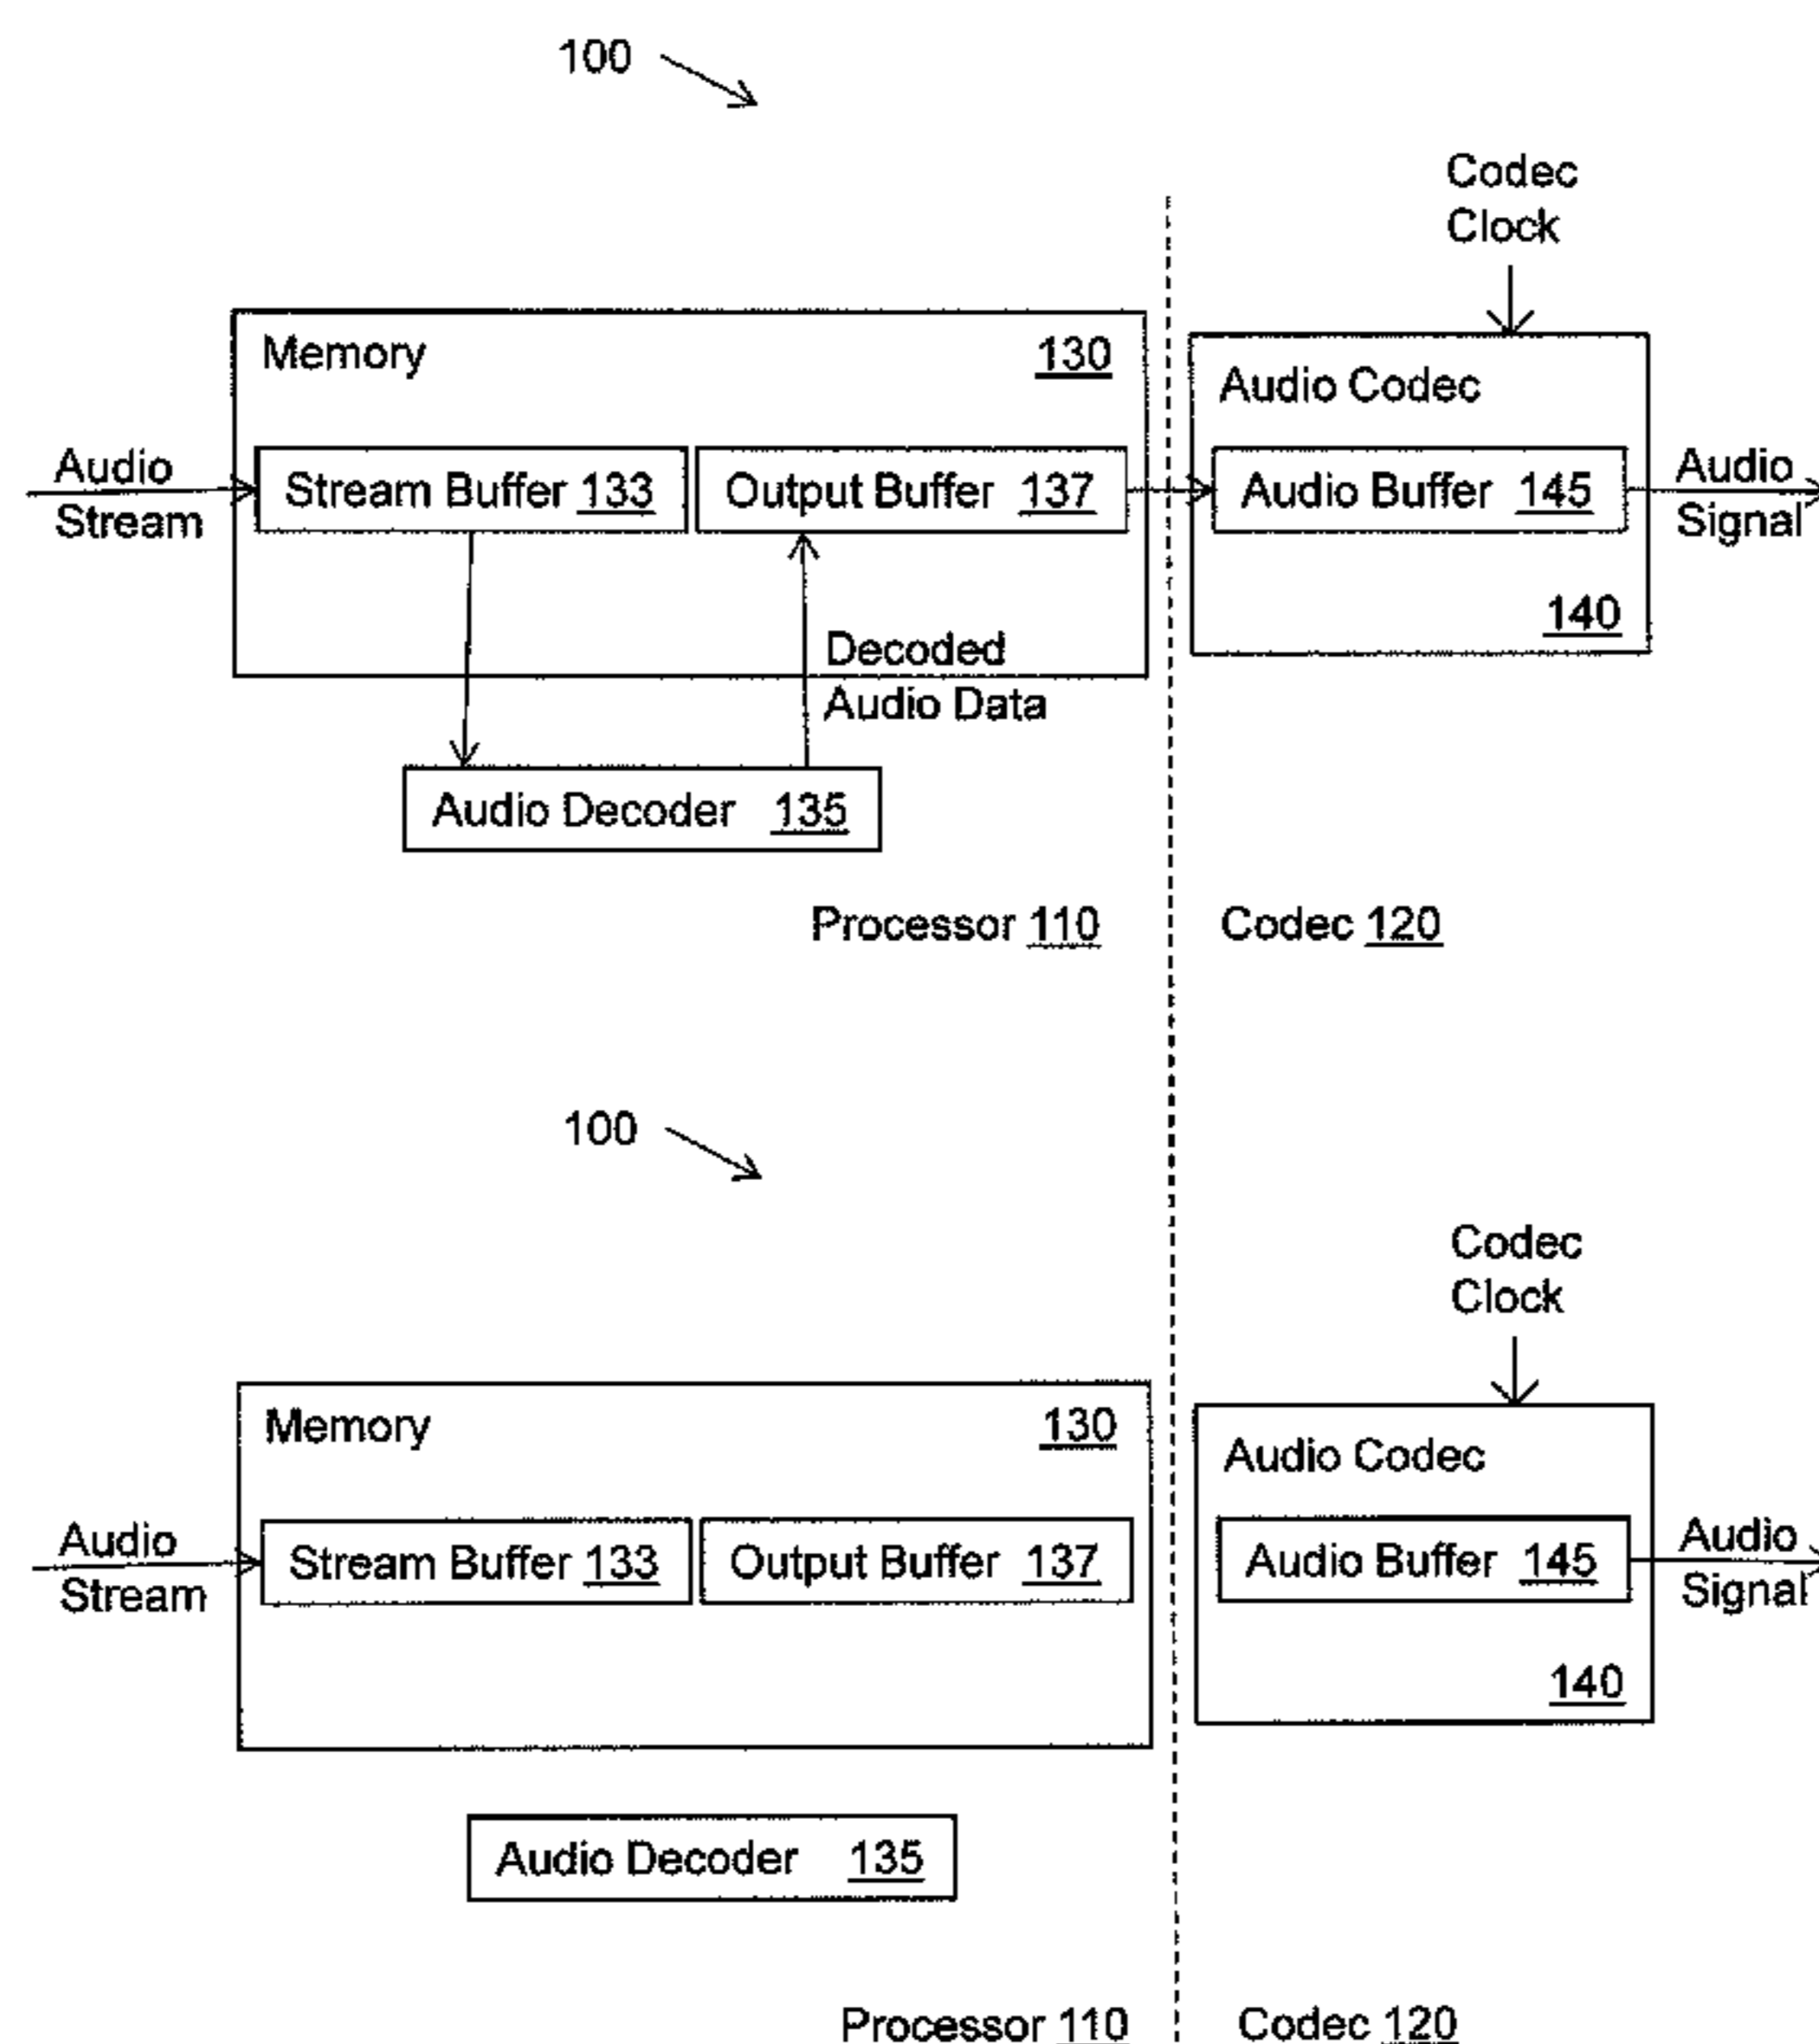 100
Codec
Clock
Memory 130
Audio Codec
Audio
Stream
Stream Buffer 133
Output Buffer 137
Audio Buffer 145
Audio
Signal
140
Decoded
Audio Data
Audio Decoder 135
Processor 110
Codec 120
100
Codec
Clock
Memory 130
Audio Codec
Audio
Stream
Stream Buffer 133
Output Buffer 137
Audio Buffer 145
Audio
Signal
140
Audio Decoder 135
Processor 110
Codec 120